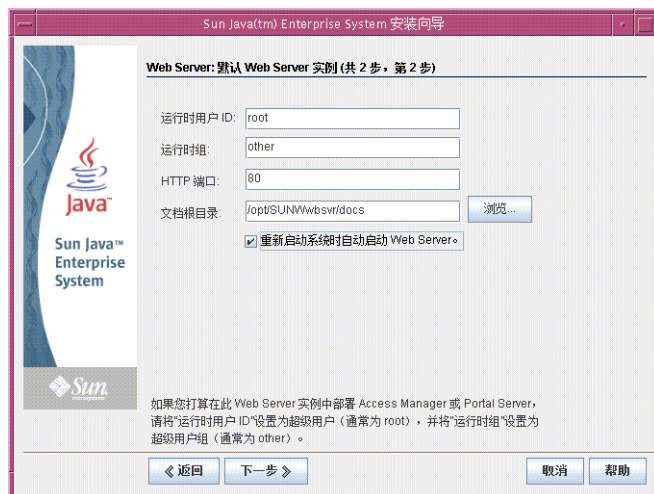 Sun Java(tm) Enterprise System 安装向导
Web Server: 默认 Web Server 实例 (共 2 步，第 2 步)
运行时用户 ID: root
运行时组: other
HTTP 端口: 80
文档根目录: /opt/SUNWwbsvr/docs 浏览...
重新启动系统时自动启动 Web Server。
Java™
Sun Java™
Enterprise
System
Sun
microsystems
如果您打算在此 Web Server 实例中部署 Access Manager 或 Portal Server，
请将“运行时用户 ID”设置为超级用户（通常为 root），并将“运行时组”设置为
超级用户组（通常为 other）。
《 返回 下一步 》 取消 帮助